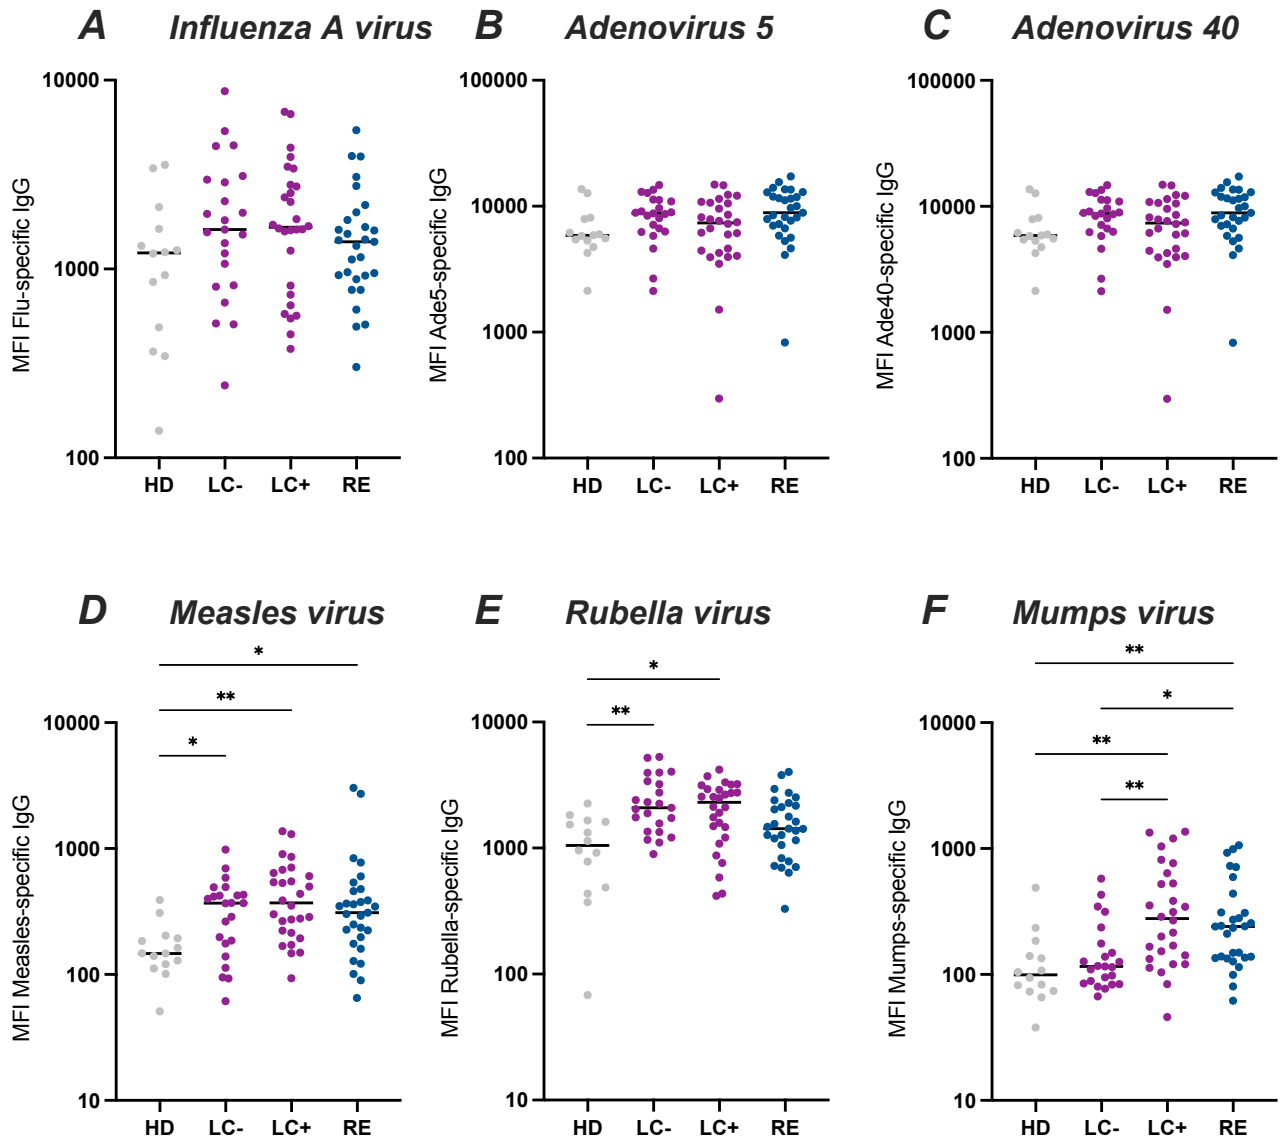 A Influenza A virus
MFI Flu-specific IgG
10000
1000
100
HD LC- LC+ RE
B Adenovirus 5
MFI Ade5-specific IgG
100000
10000
1000
100
HD LC- LC+ RE
C Adenovirus 40
MFI Ade40-specific IgG
100000
10000
1000
100
HD LC- LC+ RE
D Measles virus
*
**
*
MFI Measles-specific IgG
10000
1000
100
10
HD LC- LC+ RE
E Rubella virus
*
**
MFI Rubella-specific IgG
10000
1000
100
10
HD LC- LC+ RE
F Mumps virus
**
*
**
**
MFI Mumps-specific IgG
10000
1000
100
10
HD LC- LC+ RE